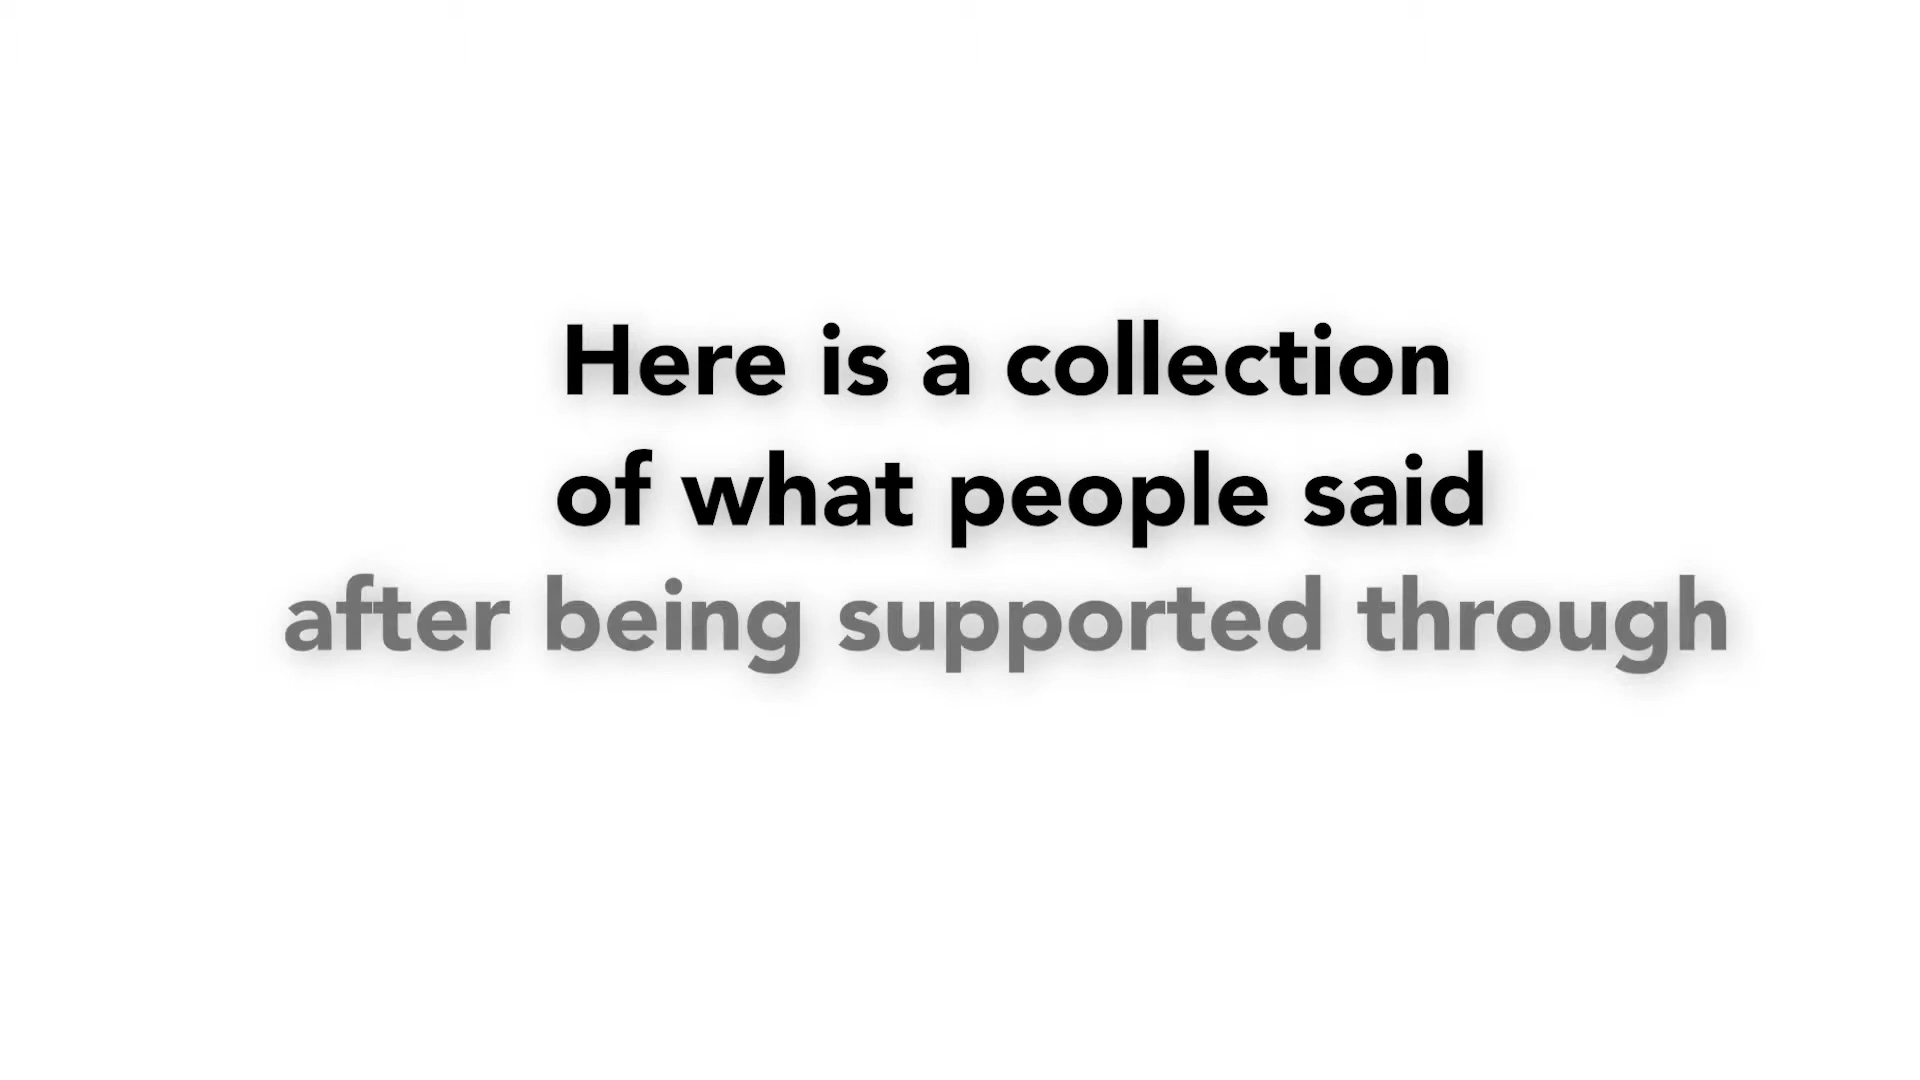 Here is a collection
of what people said
after being supported through